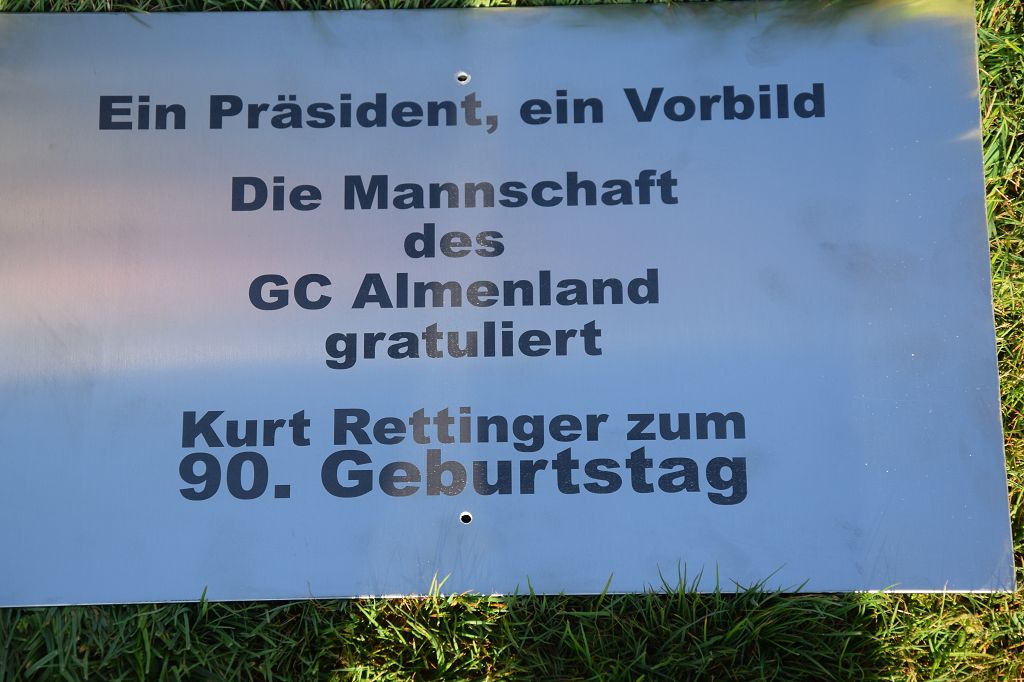 Ein Präsident, ein Vorbild
Die Mannschaft
des
GC Almenland
gratuliert
Kurt Rettinger zum
90. Geburtstag